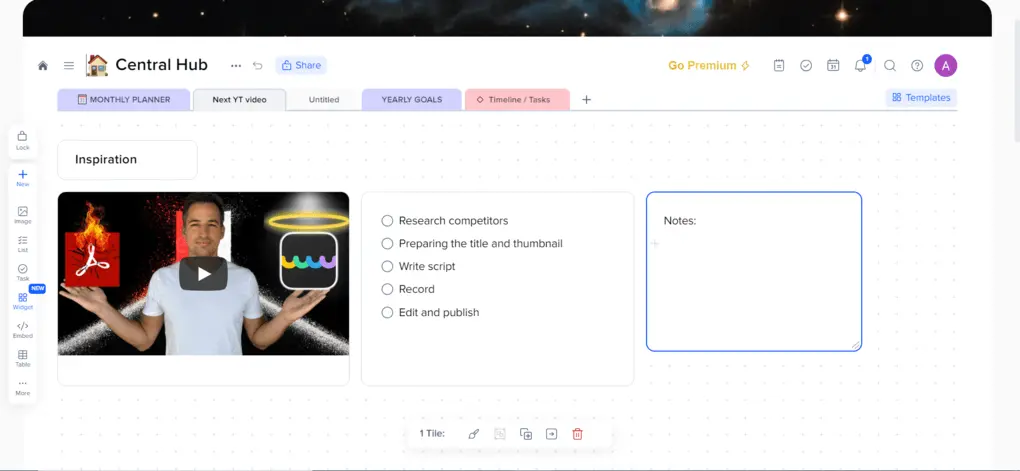 Central Hub
Share
Go Premium
31
1
A
MONTHLY PLANNER
Next YT video
Untitled
YEARLY GOALS
Timeline / Tasks
Templates
Lock
New
Image
List
Task
NEW
Widget
Embed
Table
More
Inspiration
Research competitors
Preparing the title and thumbnail
Write script
Record
Edit and publish
Notes:
1 Tile: